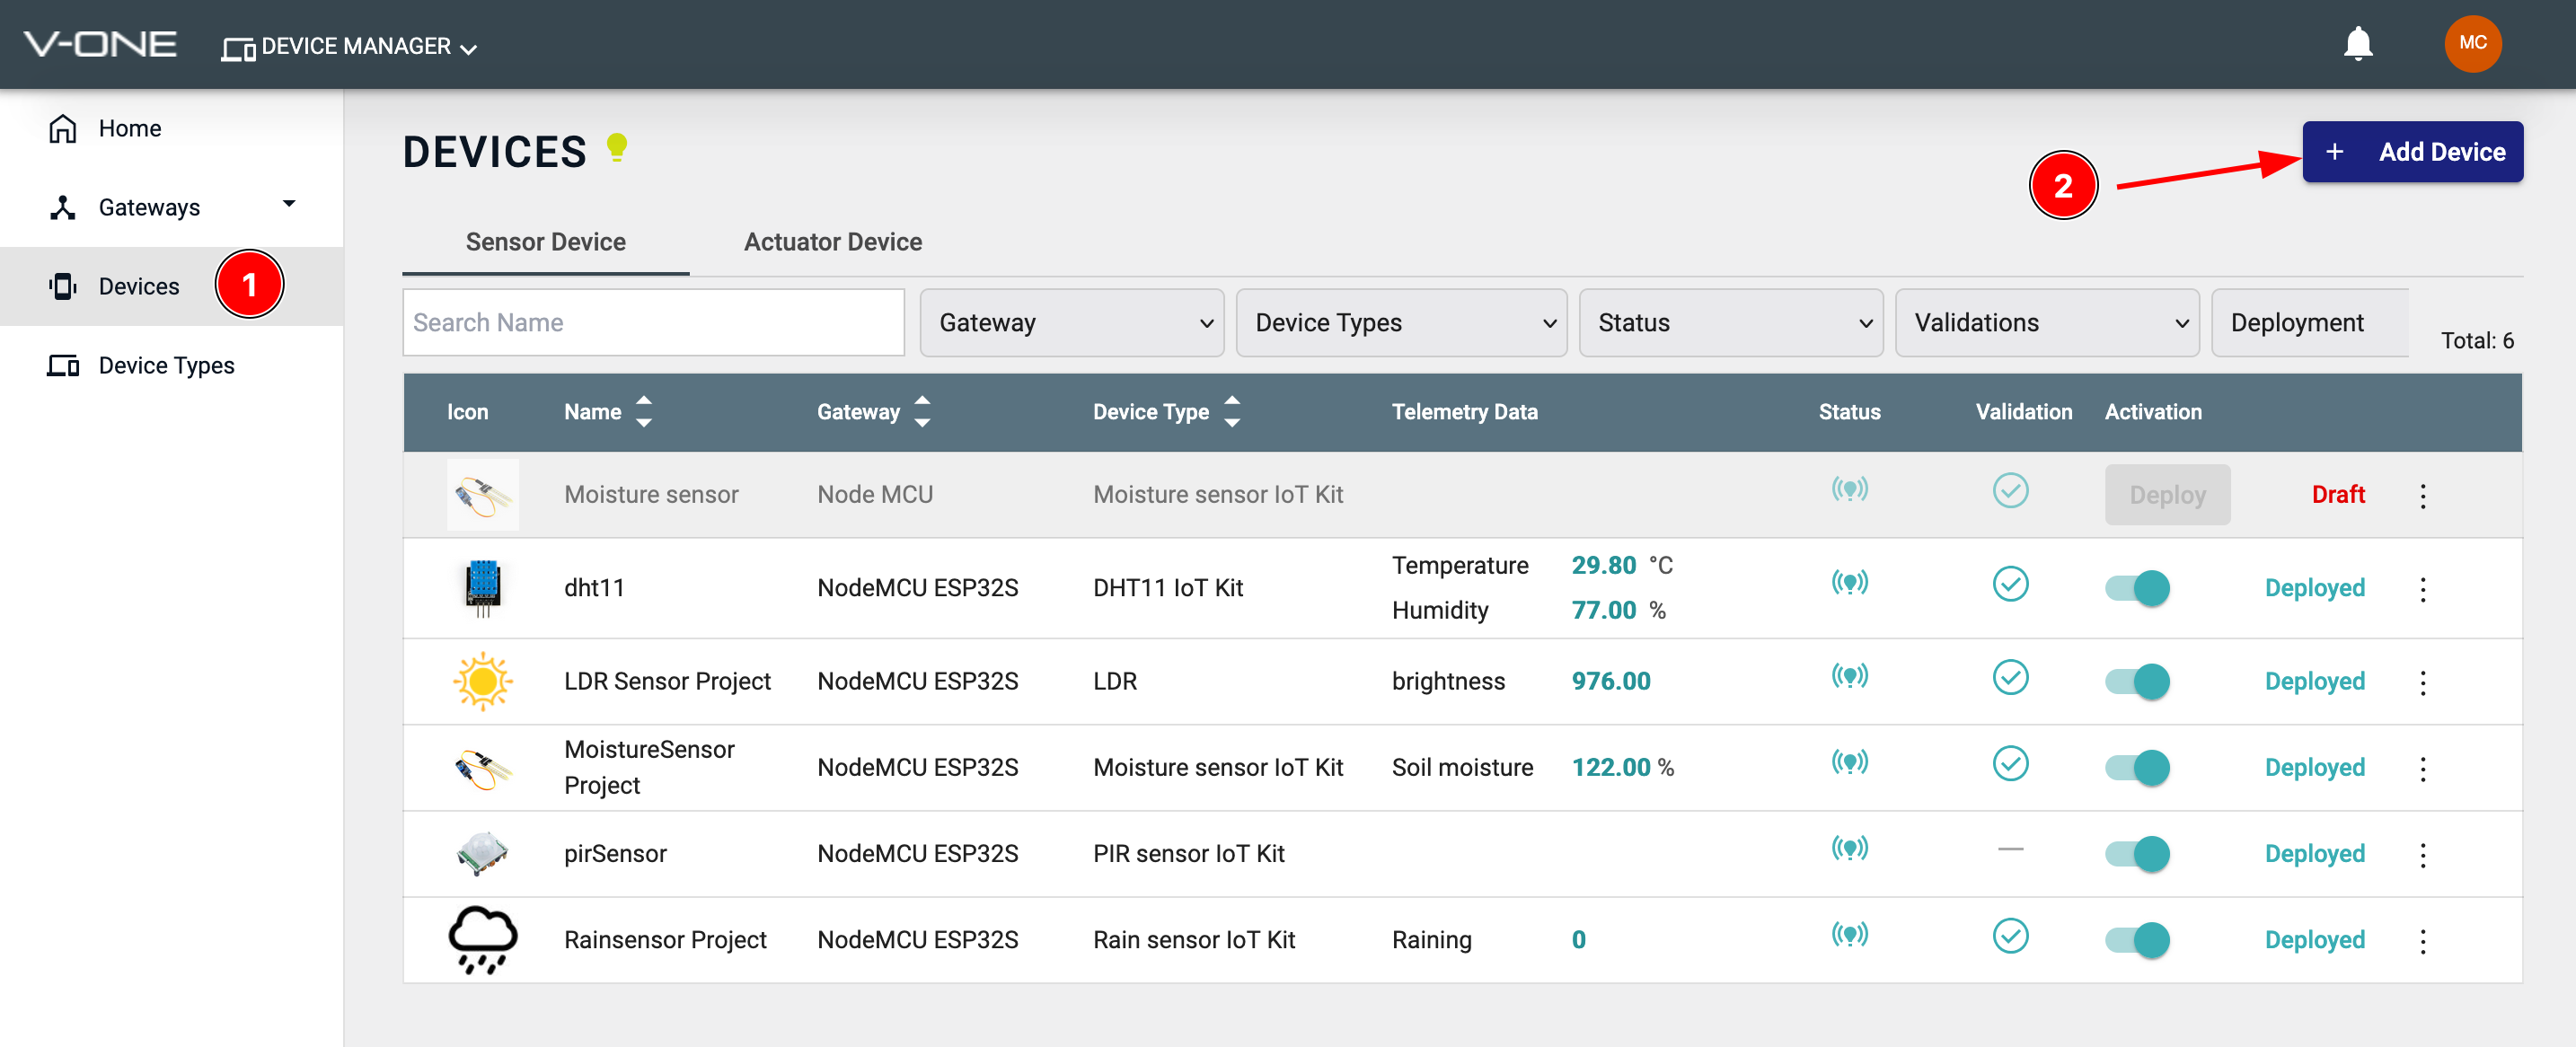 V-ONE
DEVICE MANAGER
MC
Home
Gateways
Devices
1
Device Types
DEVICES
2
+ Add Device
Sensor Device Actuator Device
Search Name Gateway Device Types Status Validations Deployment Total: 6
Icon Name Gateway Device Type Telemetry Data Status Validation Activation
Moisture sensor Node MCU Moisture sensor IoT Kit Deploy Draft
dht11 NodeMCU ESP32S DHT11 IoT Kit Temperature 29.80 °C Deployed
Humidity 77.00 %
LDR Sensor Project NodeMCU ESP32S LDR brightness 976.00 Deployed
MoistureSensor
Project NodeMCU ESP32S Moisture sensor IoT Kit Soil moisture 122.00 % Deployed
pirSensor NodeMCU ESP32S PIR sensor IoT Kit Deployed
Rainsensor Project NodeMCU ESP32S Rain sensor IoT Kit Raining 0 Deployed